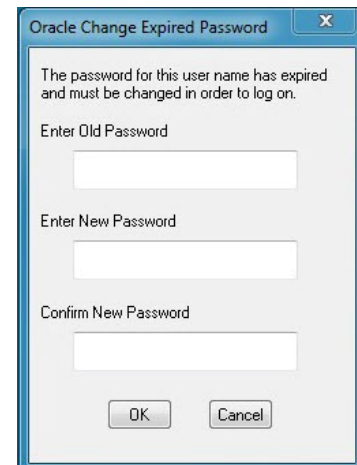 Oracle Change Expired Password
The password for this user name has expired
and must be changed in order to log on.
Enter Old Password
Enter New Password
Confirm New Password
OK Cancel